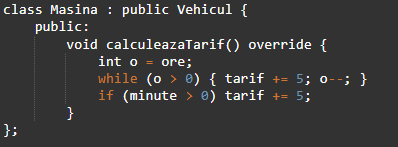 class Masina : public Vehicul {
    public:
        void calculeazaTarif() override {
            int o = ore;
            while (o > 0) { tarif += 5; o--; }
            if (minute > 0) tarif += 5;
        }
};